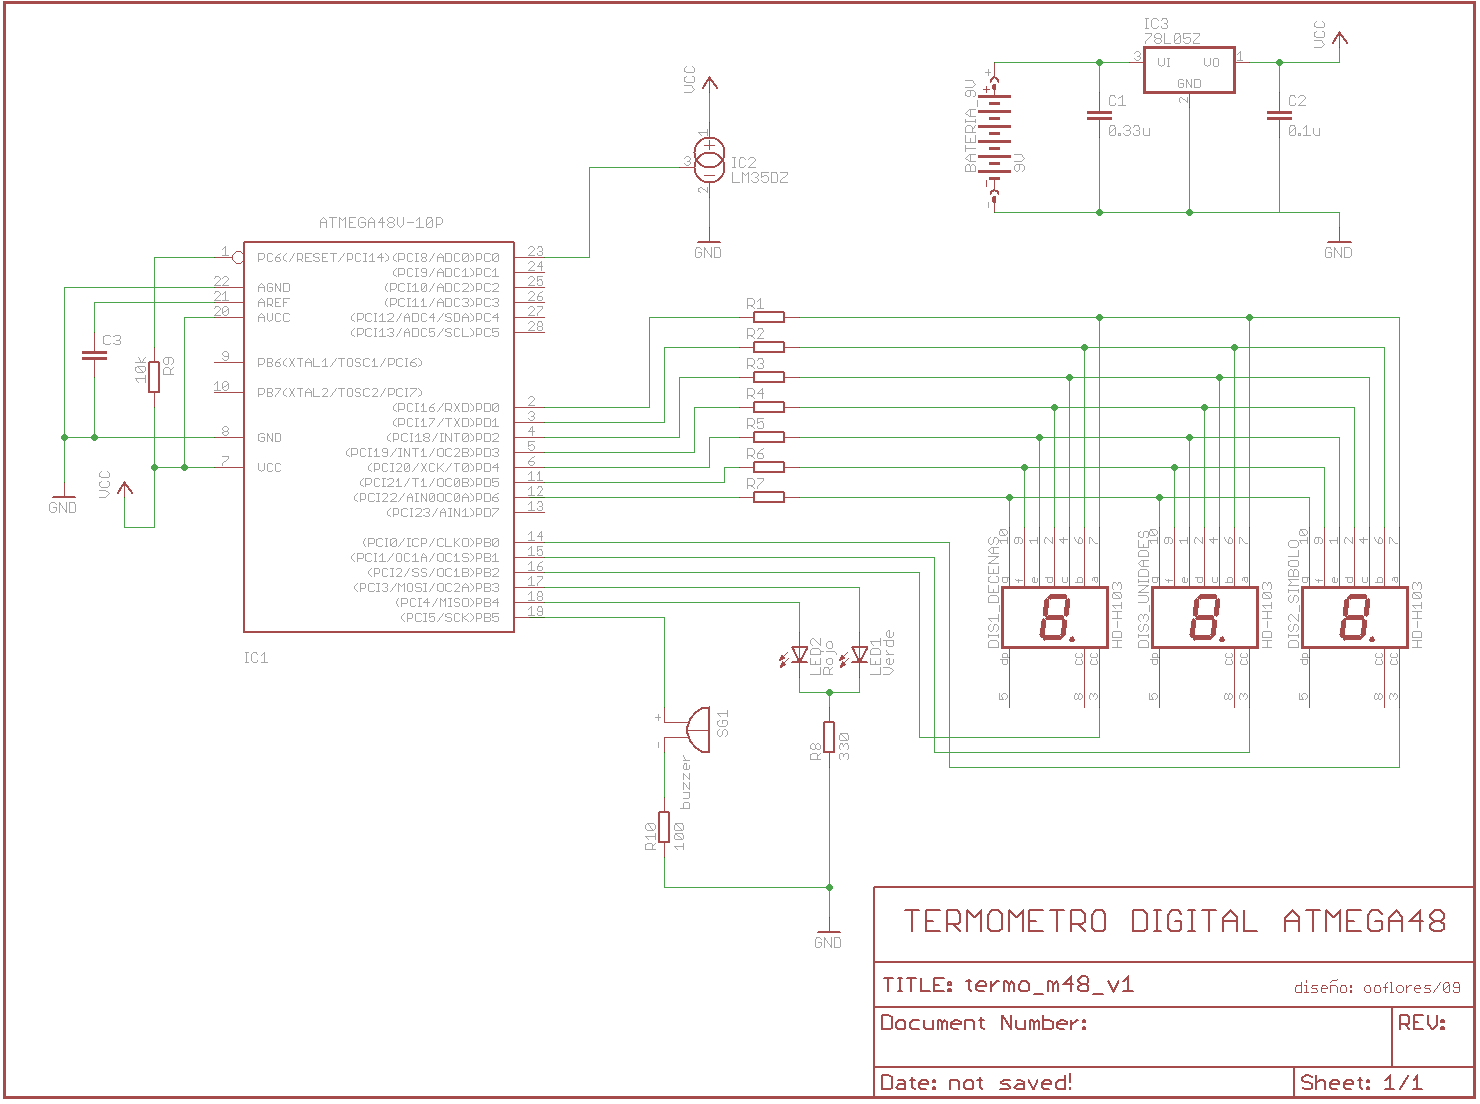 IC3
78L05Z
VCC
3
VI
VO
1
GND
2
C1
0.33u
C2
0.1u
BATERIA_9V
9V
+
+
-
-
GND
VCC
1
3
2
IC2
LM35DZ
GND
ATMEGA48V-10P
1 PC6(/RESET/PCI14) (PCI8/ADC0)PC0 23
(PCI9/ADC1)PC1 24
22 AGND (PCI10/ADC2)PC2 25
21 AREF (PCI11/ADC3)PC3 26
20 AVCC (PCI12/ADC4/SDA)PC4 27
(PCI13/ADC5/SCL)PC5 28
9 PB6(XTAL1/TOSC1/PCI6)
10 PB7(XTAL2/TOSC2/PCI7)
(PCI16/RXD)PD0 2
(PCI17/TXD)PD1 3
8 GND (PCI18/INT0)PD2 4
(PCI19/INT1/OC2B)PD3 5
7 VCC (PCI20/XCK/T0)PD4 6
(PCI21/T1/OC0B)PD5 11
(PCI22/AIN0OC0A)PD6 12
(PCI23/AIN1)PD7 13
(PCI0/ICP/CLKO)PB0 14
(PCI1/OC1A/OC1S)PB1 15
(PCI2/SS/OC1B)PB2 16
(PCI3/MOSI/OC2A)PB3 17
(PCI4/MISO)PB4 18
(PCI5/SCK)PB5 19
IC1
C3
10k
R9
VCC
GND
R1
R2
R3
R4
R5
R6
R7
DIS1_DECENAS
10 9 1 2 4 6 7
g f e d c b a
HD-H103
dp cc cc
5 8 3
DIS3_UNIDADES
10 9 1 2 4 6 7
g f e d c b a
HD-H103
dp cc cc
5 8 3
DIS2_SIMBOLO
10 9 1 2 4 6 7
g f e d c b a
HD-H103
dp cc cc
5 8 3
LED2
Rojo
LED1
Verde
R8
330
+
-
SG1
buzzer
R10
100
GND
TERMOMETRO DIGITAL ATMEGA48
TITLE: termo_m48_v1
diseño: ooflores/09
Document Number:
REV:
Date: not saved!
Sheet: 1/1